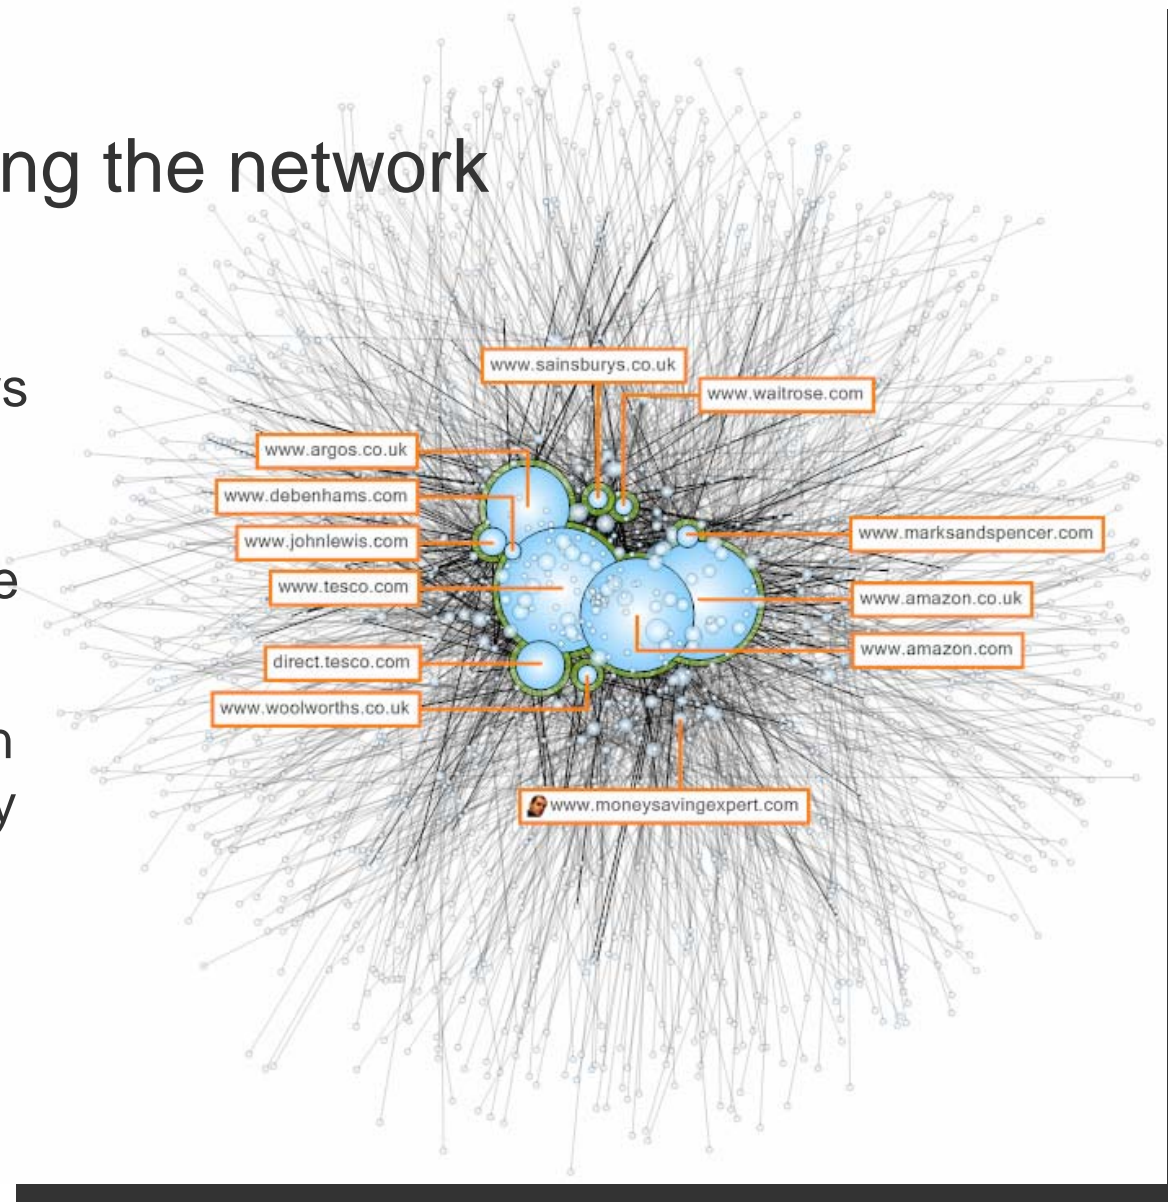 ng the network
s
e
n
y
www.sainsburys.co.uk
www.waitrose.com
www.argos.co.uk
www.debenhams.com
www.johnlewis.com
www.tesco.com
direct.tesco.com
www.woolworths.co.uk
www.marksandspencer.com
www.amazon.co.uk
www.amazon.com
www.moneysavingexpert.com